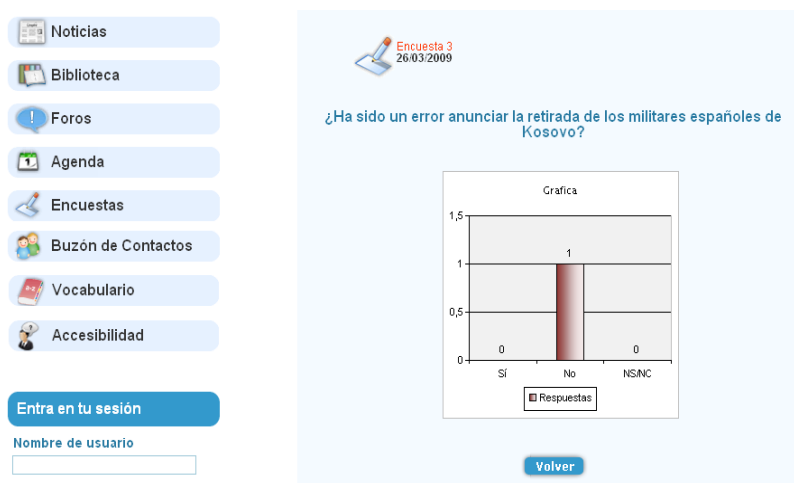 Noticias
Biblioteca
Foros
Agenda
Encuestas
Buzón de Contactos
Vocabulario
Accesibilidad
Entra en tu sesión
Nombre de usuario
Encuesta 3
26/03/2009
¿Ha sido un error anunciar la retirada de los militares españoles de
Kosovo?
Grafica
1,5
1
0,5
0
0
1
0
Sí
No
NS/NC
Respuestas
Volver